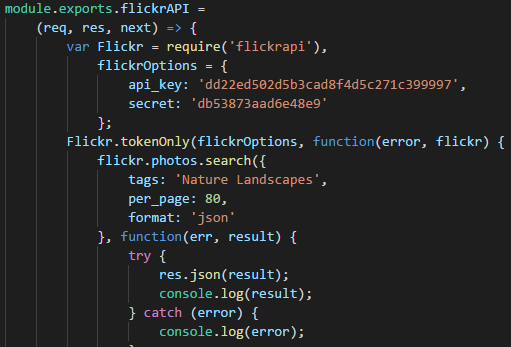 module.exports.flickrAPI =
(req, res, next) => {
var Flickr = require('flickrapi'),
flickrOptions = {
api_key: 'dd22ed502d5b3cad8f4d5c271c399997',
secret: 'db53873aad6e48e9'
};
Flickr.tokenOnly(flickrOptions, function(error, flickr) {
flickr.photos.search({
tags: 'Nature Landscapes',
per_page: 80,
format: 'json'
}, function(err, result) {
try {
res.json(result);
console.log(result);
} catch (error) {
console.log(error);